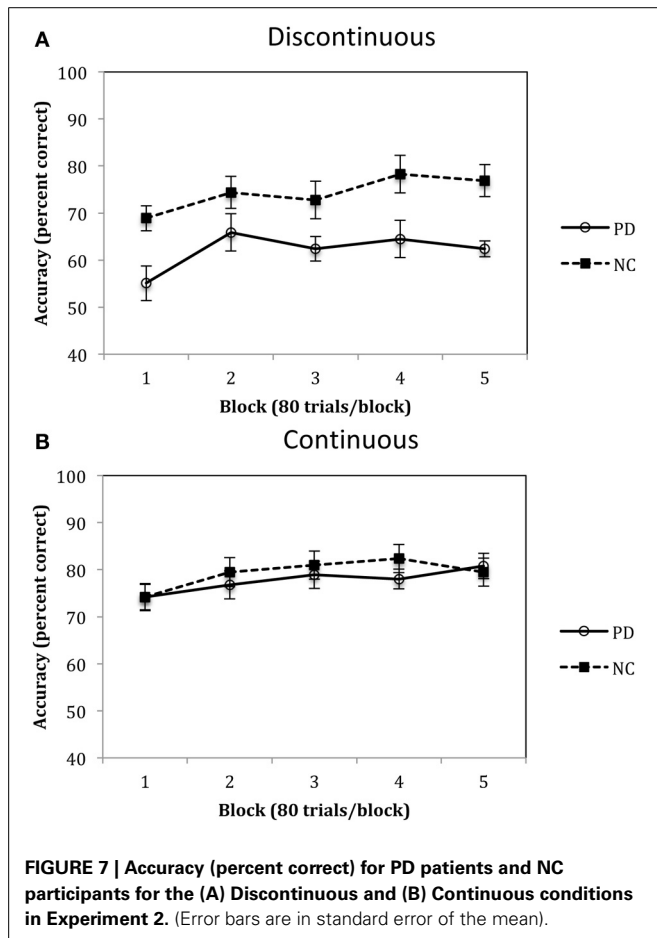 A
Discontinuous
100
90
80
70
60
50
40
Accuracy (percent correct)
1 2 3 4 5
Block (80 trials/block)
PD
NC
B
Continuous
100
90
80
70
60
50
40
Accuracy (percent correct)
1 2 3 4 5
Block (80 trials/block)
PD
NC
FIGURE 7 | Accuracy (percent correct) for PD patients and NC
participants for the (A) Discontinuous and (B) Continuous conditions
in Experiment 2. (Error bars are in standard error of the mean).